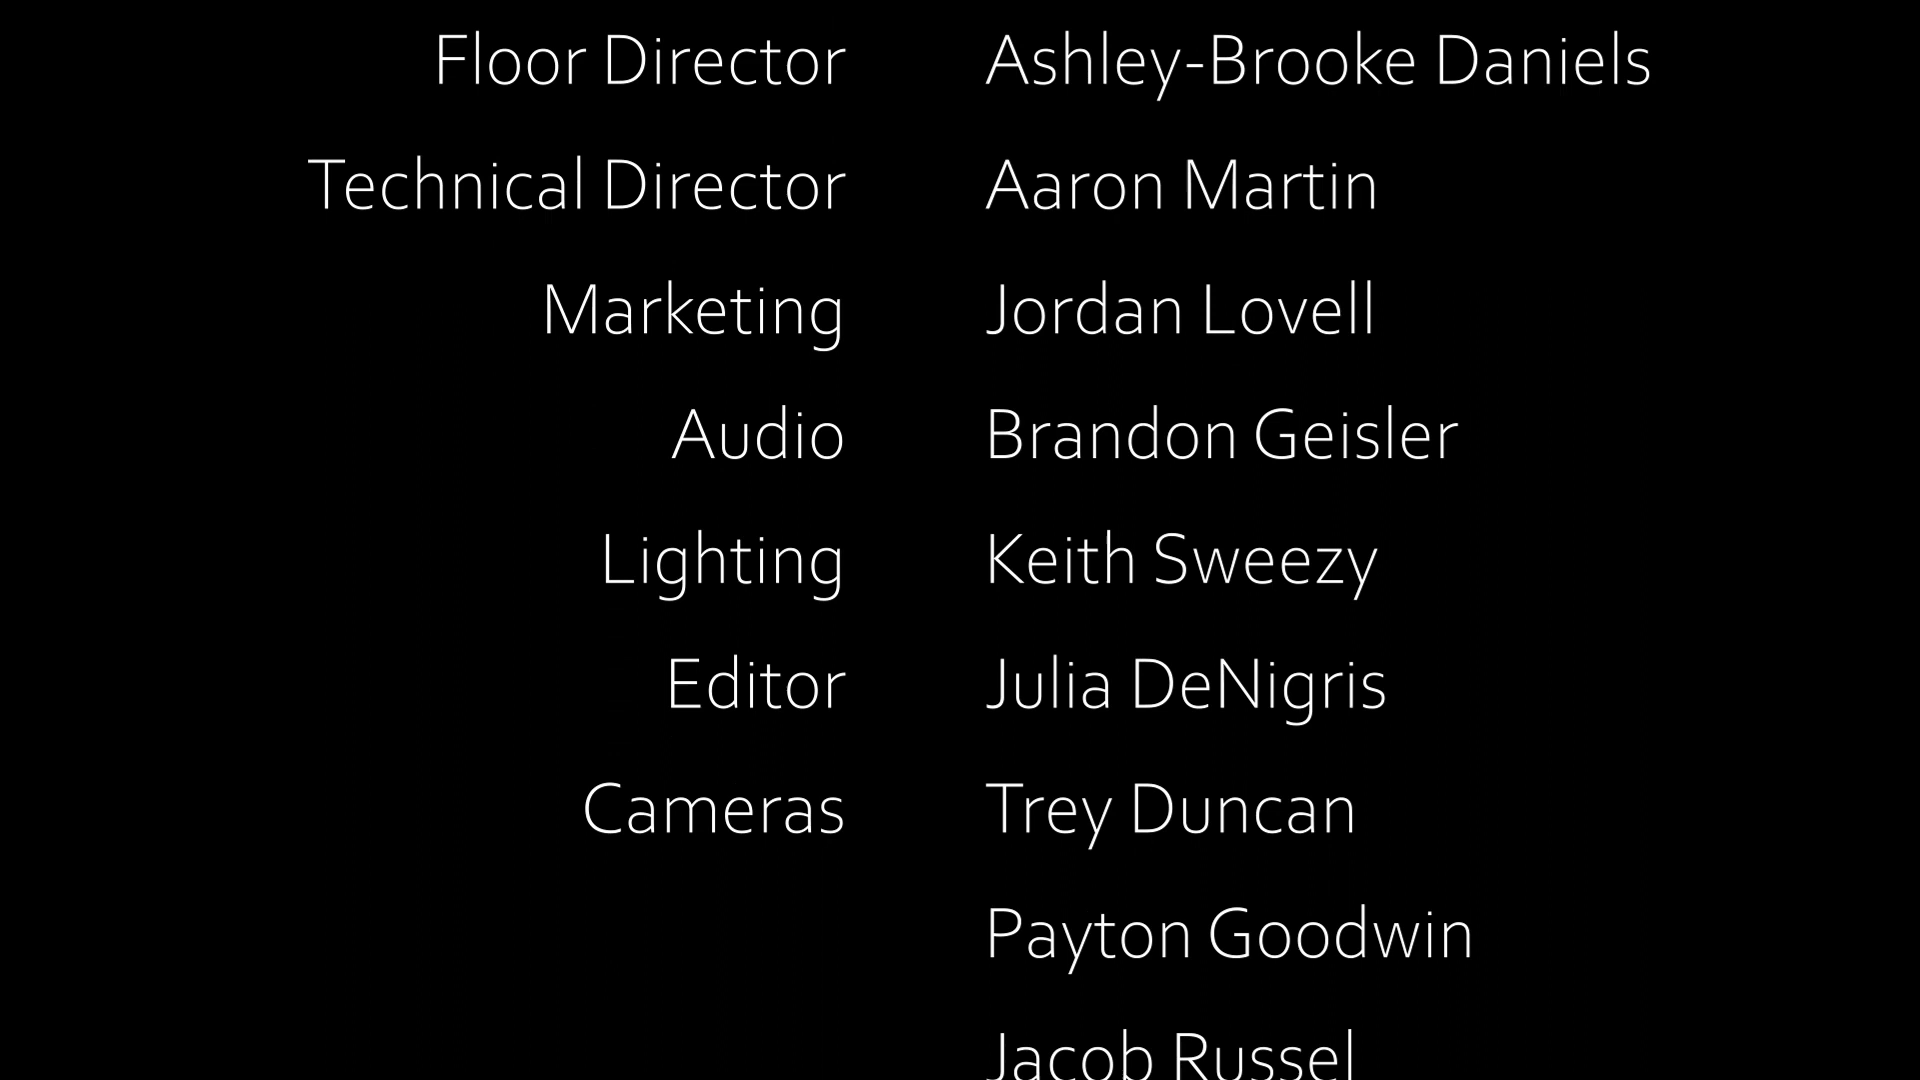 Floor Director Ashley-Brooke Daniels
Technical Director Aaron Martin
Marketing Jordan Lovell
Audio Brandon Geisler
Lighting Keith Sweezy
Editor Julia DeNigris
Cameras Trey Duncan
Payton Goodwin
Jacob Russel